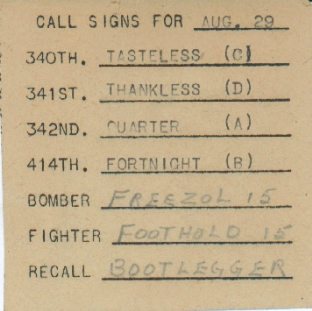 CALL SIGNS FOR AUG. 29
340TH. TASTELESS (C)
341ST. THANKLESS (D)
342ND. QUARTER (A)
414TH. FORTNIGHT (B)
BOMBER FREEZOL 15
FIGHTER FOOTHOLD 15
RECALL BOOTLEGGER